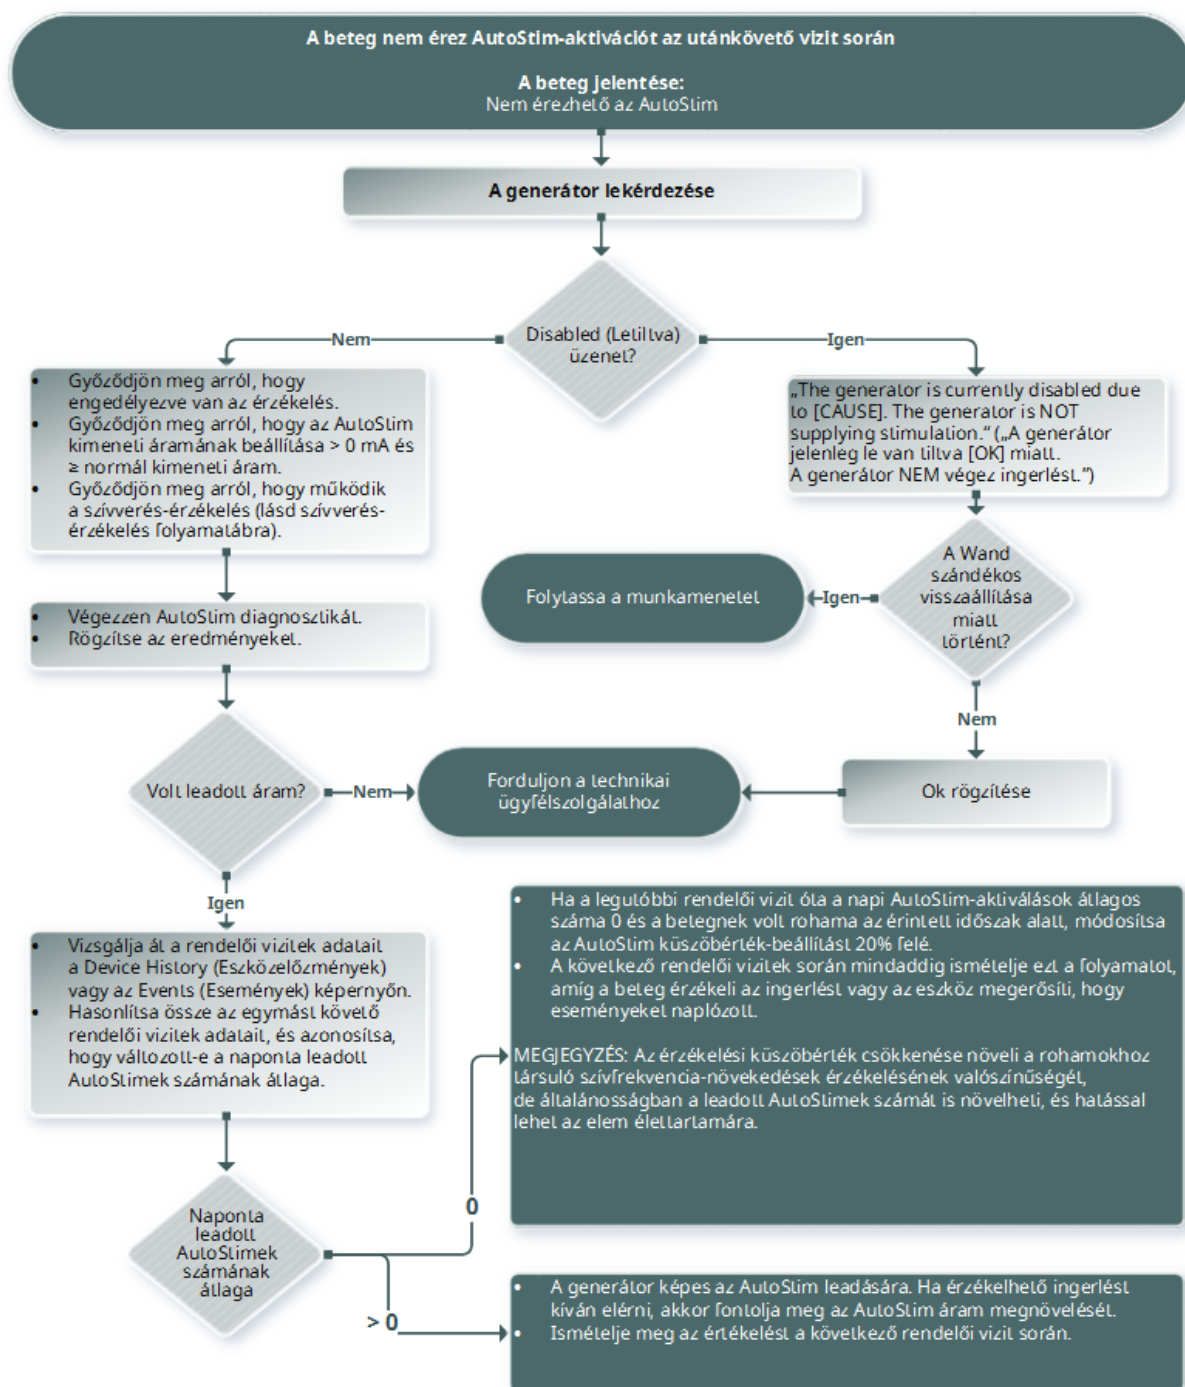 A beteg nem érez AutoStim-aktivációt az utánkövető vizit során
A beteg jelentése:
Nem érezhető az AutoStim
A generátor lekérdezése
Disabled (Letiltva)
üzenet?
Nem
Igen
• Győződjön meg arról, hogy
engedélyezve van az érzékelés.
• Győződjön meg arról, hogy az AutoStim
kimeneti áramának beállítása > 0 mA és
≥ normál kimeneti áram.
• Győződjön meg arról, hogy működik
a szívverés-érzékelés (lásd szívverés-
érzékelés folyamatábra).
„The generator is currently disabled due
to [CAUSE]. The generator is NOT
supplying stimulation.“ („A generátor
jelenleg le van tiltva [OK] miatt.
A generátor NEM végez ingerlést.”)
A Wand
szándékos
visszaállítása
miatt
történt?
Igen
Folytassa a munkamenetet
• Végezzen AutoStim diagnosztikát.
• Rögzítse az eredményeket.
Nem
Volt leadott áram?
Nem
Forduljon a technikai
ügyfélszolgálathoz
Ok rögzítése
Igen
• Vizsgálja át a rendelői vizitek adatait
a Device History (Eszközelőzmények)
vagy az Events (Események) képernyőn.
• Hasonlítsa össze az egymást követő
rendelői vizitek adatait, és azonosítsa,
hogy változott-e a naponta leadott
AutoStimek számának átlaga.
• Ha a legutóbbi rendelői vizit óta a napi AutoStim-aktiválások átlagos
száma 0 és a betegnek volt rohama az érintett időszak alatt, módosítsa
az AutoStim küszöbérték-beállítást 20% felé.
• A következő rendelői vizitek során mindaddig ismételje ezt a folyamatot,
amíg a beteg érzékeli az ingerlést vagy az eszköz megerősíti, hogy
eseményeket naplózott.
MEGJEGYZÉS: Az érzékelési küszöbérték csökkenése növeli a rohamokhoz
társuló szívfrekvencia-növekedések érzékelésének valószínűségét,
de általánosságban a leadott AutoStimek számát is növelheti, és hatással
lehet az elem élettartamára.
Naponta
leadott
AutoStimek
számának
átlaga
0
> 0
• A generátor képes az AutoStim leadására. Ha érzékelhető ingerlést
kíván elérni, akkor fontolja meg az AutoStim áram megnövelését.
• Ismételje meg az értékelést a következő rendelői vizit során.